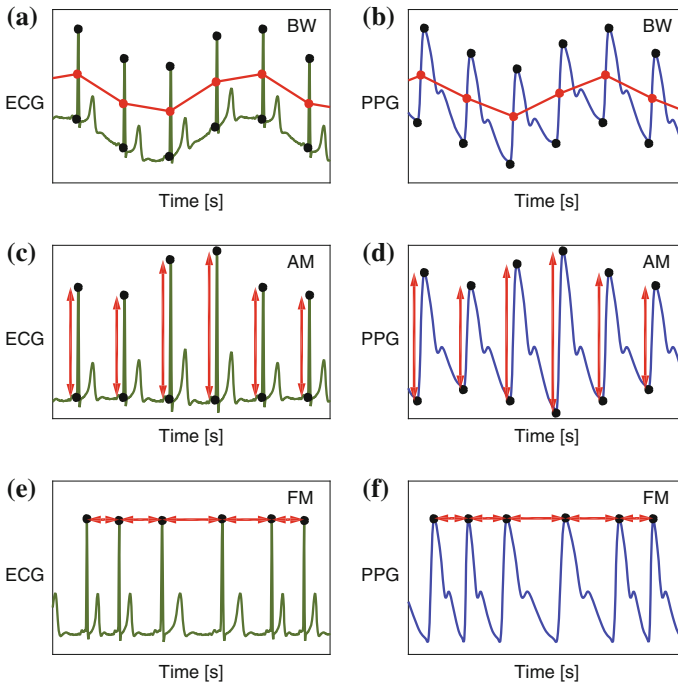 (a)
BW
ECG
Time [s]
(b)
BW
PPG
Time [s]
(c)
AM
ECG
Time [s]
(d)
AM
PPG
Time [s]
(e)
FM
ECG
Time [s]
(f)
FM
PPG
Time [s]